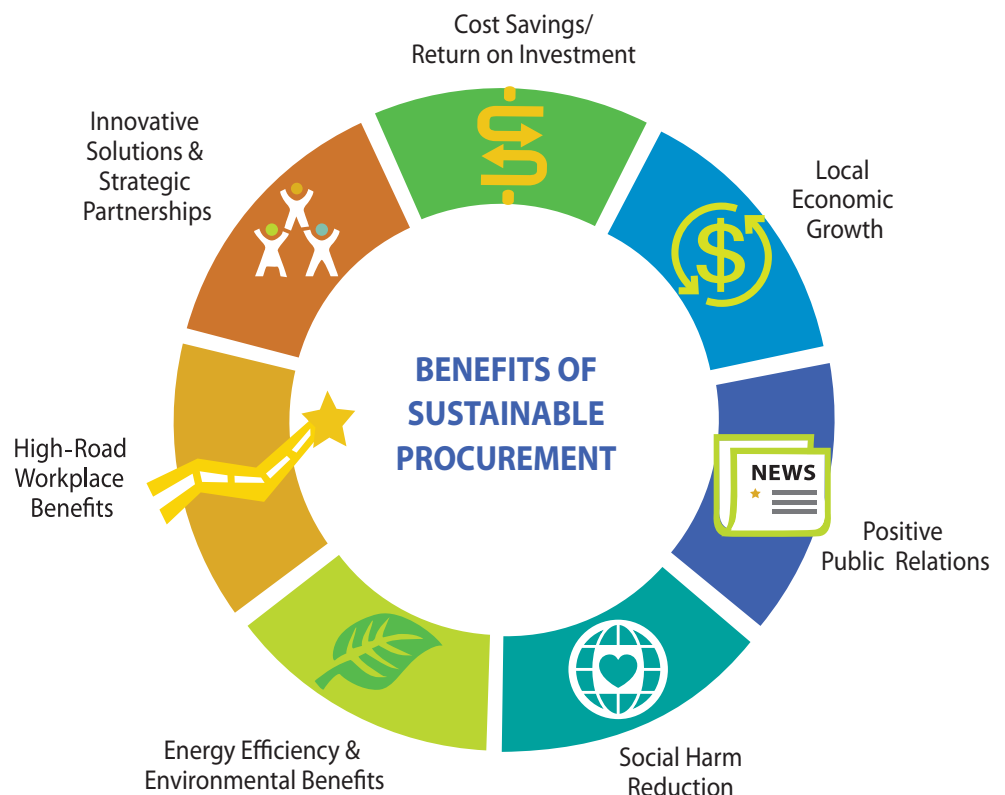 Cost Savings/
Return on Investment
Local
Economic
Growth
$
NEWS
Positive
Public Relations
Social Harm
Reduction
Energy Efficiency &
Environmental Benefits
High-Road
Workplace
Benefits
Innovative
Solutions &
Strategic
Partnerships
BENEFITS OF
SUSTAINABLE
PROCUREMENT